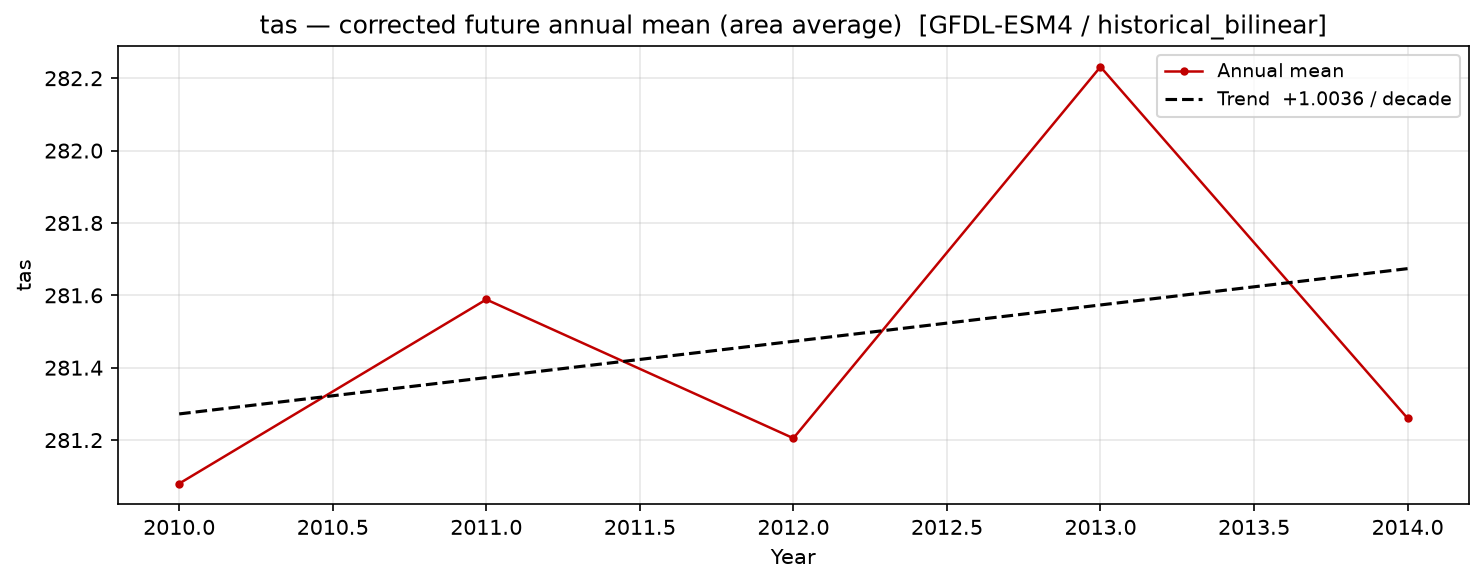 tas — corrected future annual mean (area average)  [GFDL-ESM4 / historical_bilinear]
Annual mean
Trend  +1.0036 / decade
282.2
282.0
281.8
281.6
281.4
281.2
tas
2010.0 2010.5 2011.0 2011.5 2012.0 2012.5 2013.0 2013.5 2014.0
Year